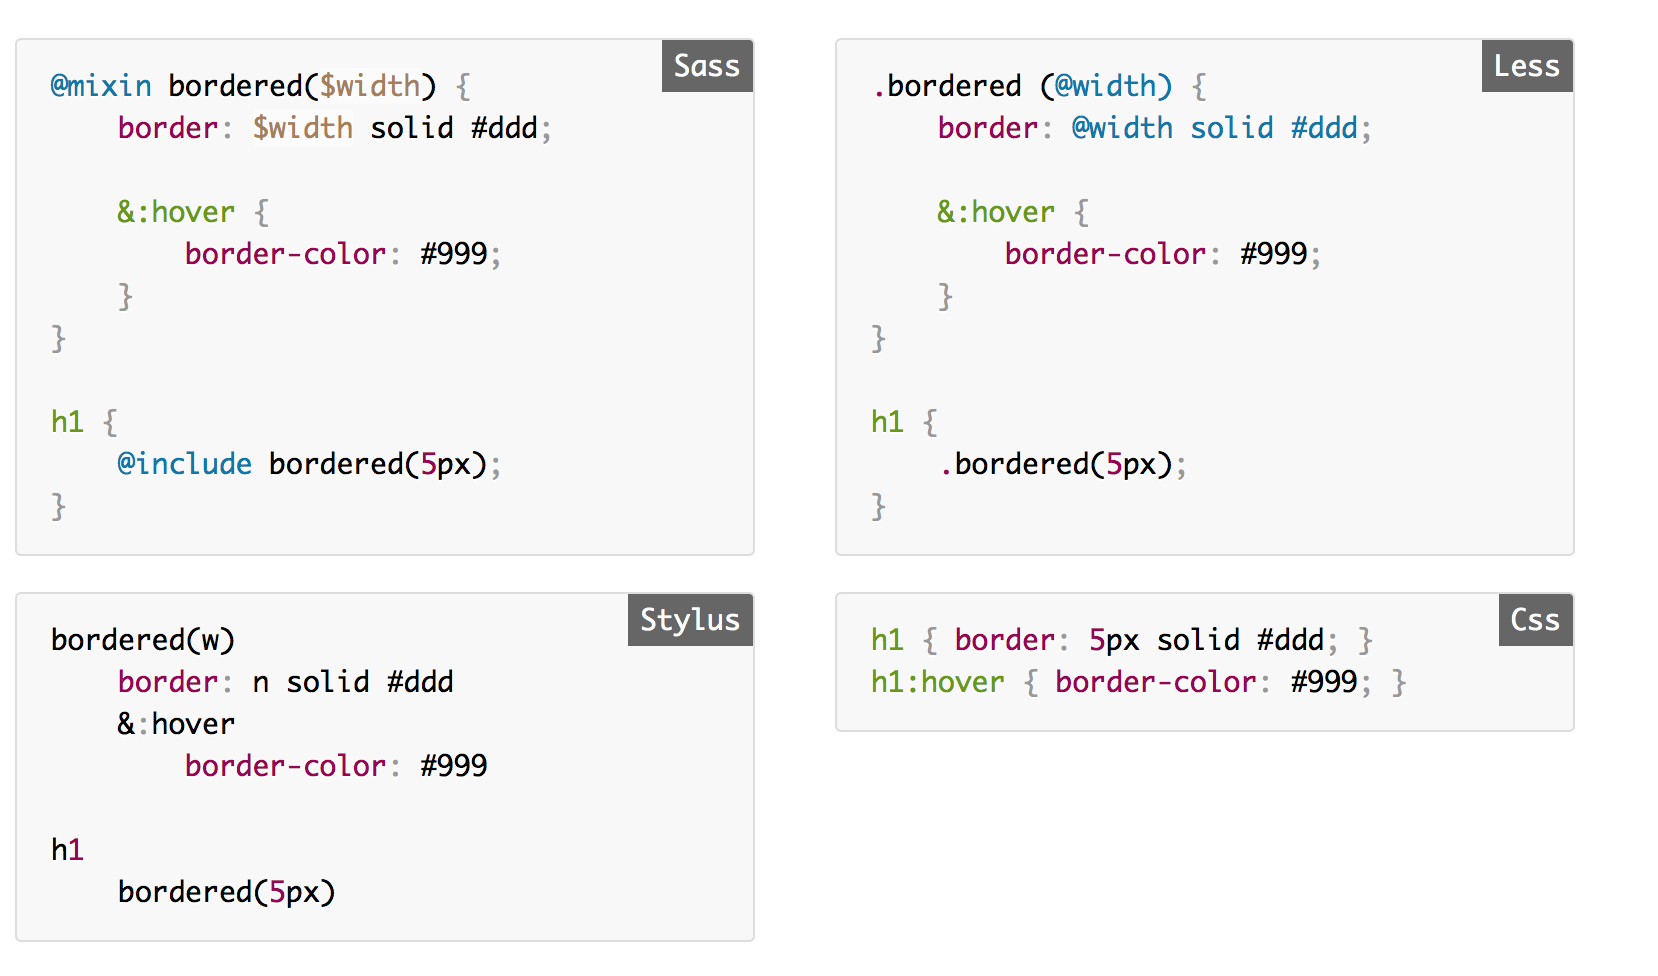 Sass
@mixin bordered($width) {
    border: $width solid #ddd;

    &:hover {
        border-color: #999;
    }
}

h1 {
    @include bordered(5px);
}
Less
.bordered (@width) {
    border: @width solid #ddd;

    &:hover {
        border-color: #999;
    }
}

h1 {
    .bordered(5px);
}
Stylus
bordered(w)
    border: n solid #ddd
    &:hover
        border-color: #999

h1
    bordered(5px)
Css
h1 { border: 5px solid #ddd; }
h1:hover { border-color: #999; }